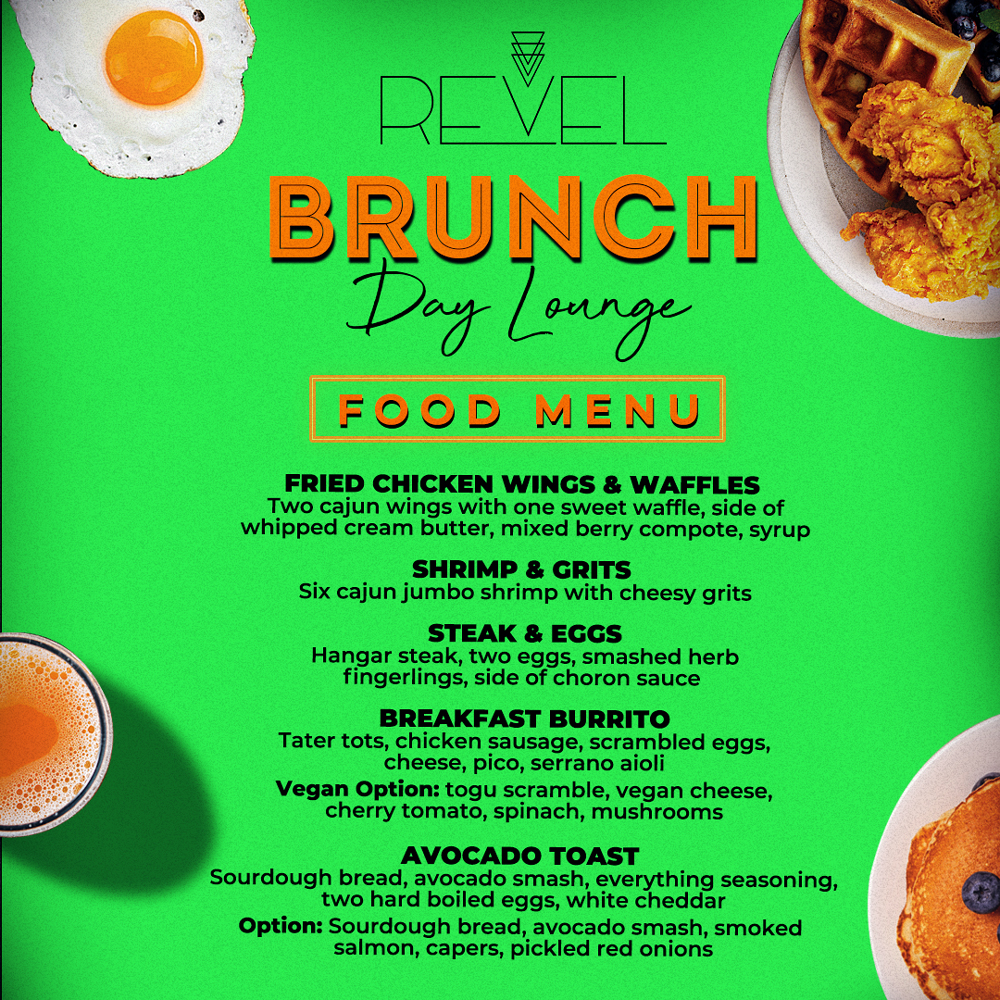 REVEL
BRUNCH
Day Lounge
FOOD MENU
FRIED CHICKEN WINGS & WAFFLES
Two cajun wings with one sweet waffle, side of
whipped cream butter, mixed berry compote, syrup
SHRIMP & GRITS
Six cajun jumbo shrimp with cheesy grits
STEAK & EGGS
Hangar steak, two eggs, smashed herb
fingerlings, side of choron sauce
BREAKFAST BURRITO
Tater tots, chicken sausage, scrambled eggs,
cheese, pico, serrano aioli
Vegan Option: togu scramble, vegan cheese,
cherry tomato, spinach, mushrooms
AVOCADO TOAST
Sourdough bread, avocado smash, everything seasoning,
two hard boiled eggs, white cheddar
Option: Sourdough bread, avocado smash, smoked
salmon, capers, pickled red onions